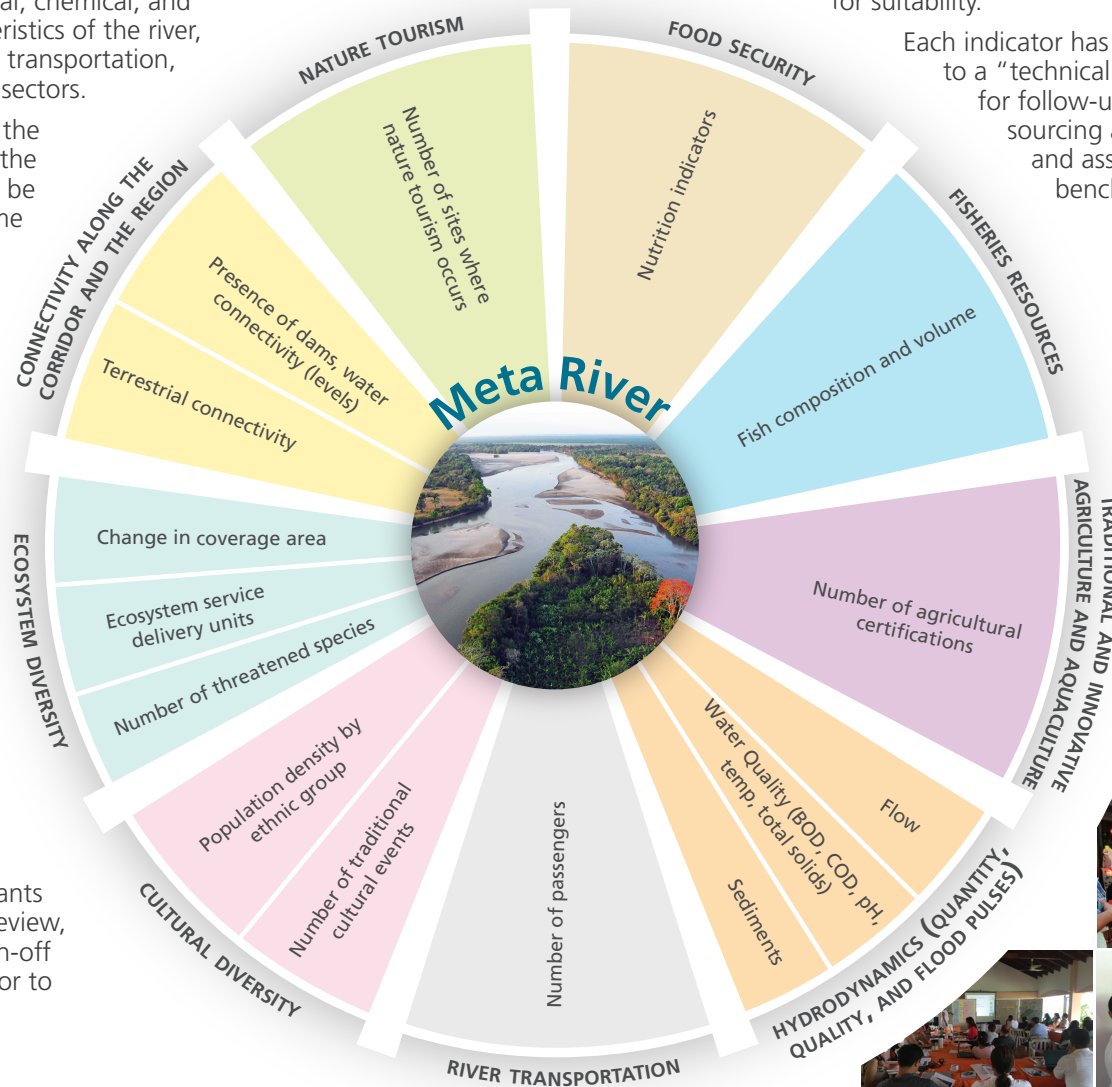 al, chemical, and
eristics of the river,
transportation,
sectors.
the
the
be
me
for suitability.
Each indicator has
to a “technical
for follow-u
sourcing a
and ass
bench
NATURE TOURISM
Number of sites where
nature tourism occurs
FOOD SECURITY
Nutrition indicators
FISHERIES RESOURCES
Fish composition and volume
TRADITIONAL AND INNOVATIVE
AGRICULTURE AND AQUACULTURE
Number of agricultural
certifications
HYDRODYNAMICS (QUANTITY,
QUALITY, AND FLOOD PULSES)
Flow
Water Quality (BOD, COD, pH,
temp, total solids)
Sediments
RIVER TRANSPORTATION
Number of passengers
CULTURAL DIVERSITY
Number of traditional
cultural events
Population density by
ethnic group
ECOSYSTEM DIVERSITY
Number of threatened species
Ecosystem service
delivery units
Change in coverage area
CONNECTIVITY ALONG THE
CORRIDOR AND THE REGION
Terrestrial connectivity
Presence of dams, water
connectivity (levels)
Meta River
ants
eview,
n-off
or to